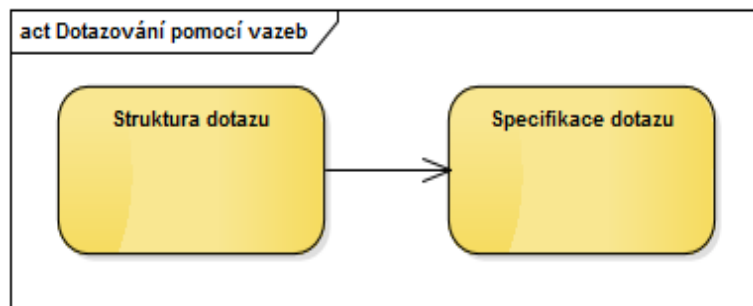 act Dotazování pomocí vazeb
Struktura dotazu
Specifikace dotazu